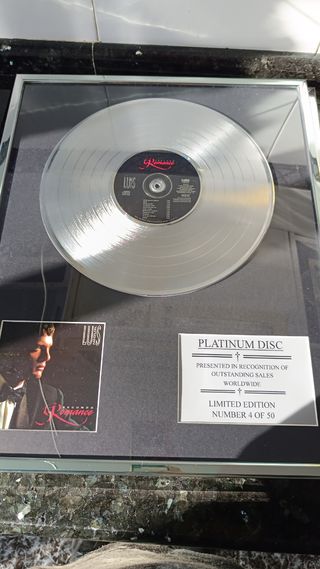 Romance
LUIS
LUIS
SEGUNDO
Romance
PLATINUM DISC
PRESENTED IN RECOGNITION OF
OUTSTANDING SALES
WORLDWIDE
LIMITED EDITION
NUMBER 4 OF 50